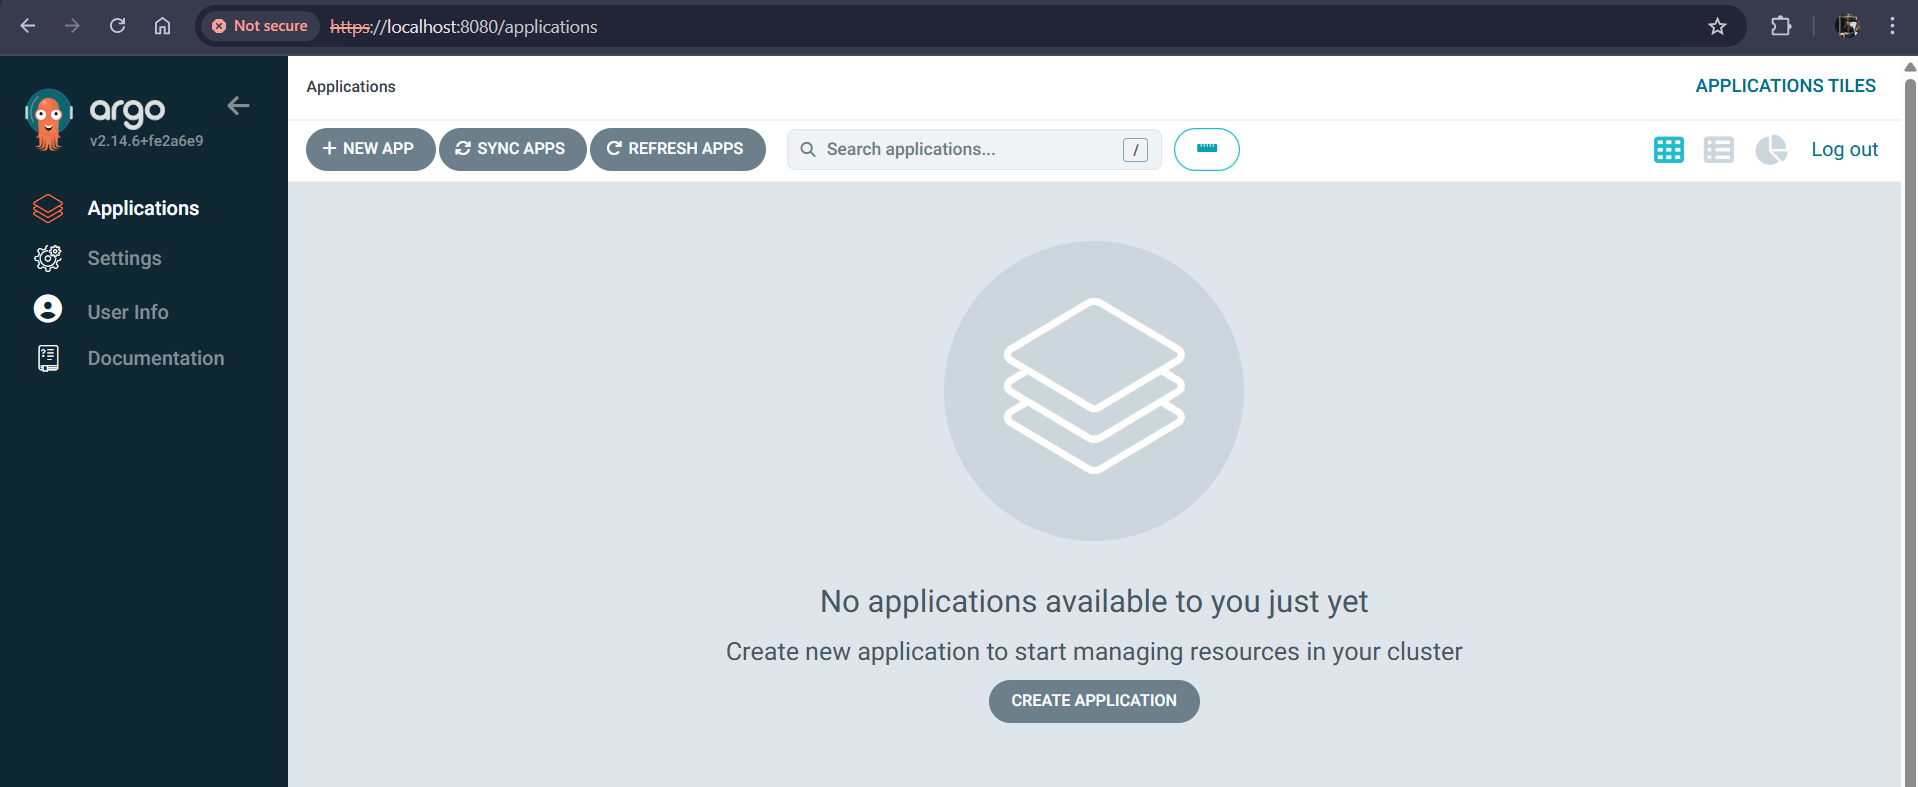 Not secure https://localhost:8080/applications
argo
v2.14.6+fe2a6e9
Applications
Settings
User Info
Documentation
Applications
APPLICATIONS TILES
NEW APP SYNC APPS REFRESH APPS Search applications... / Log out
No applications available to you just yet
Create new application to start managing resources in your cluster
CREATE APPLICATION